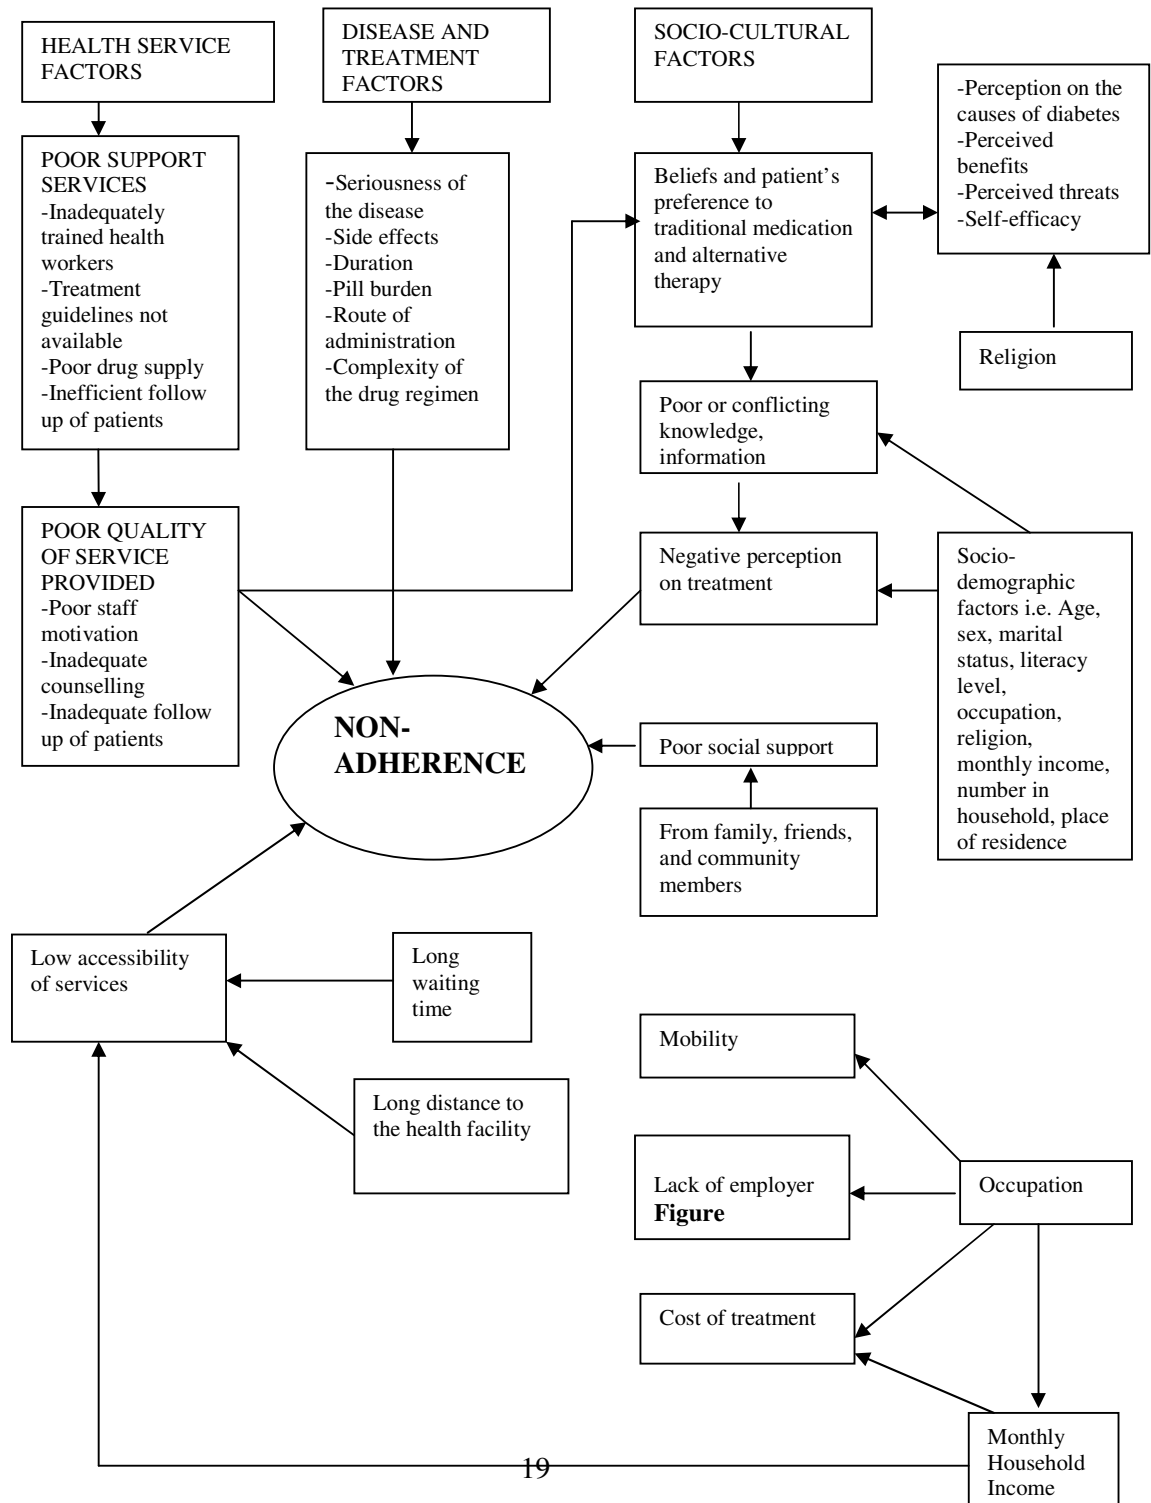 HEALTH SERVICE
FACTORS
DISEASE AND
TREATMENT
FACTORS
SOCIO-CULTURAL
FACTORS
-Perception on the
causes of diabetes
-Perceived
benefits
-Perceived threats
-Self-efficacy
POOR SUPPORT
SERVICES
-Inadequately
trained health
workers
-Treatment
guidelines not
available
-Poor drug supply
-Inefficient follow
up of patients
-Seriousness of
the disease
-Side effects
-Duration
-Pill burden
-Route of
administration
-Complexity of
the drug regimen
Beliefs and patient’s
preference to
traditional medication
and alternative
therapy
Religion
Poor or conflicting
knowledge,
information
POOR QUALITY
OF SERVICE
PROVIDED
-Poor staff
motivation
-Inadequate
counselling
-Inadequate follow
up of patients
Negative perception
on treatment
Socio-
demographic
factors i.e. Age,
sex, marital
status, literacy
level,
occupation,
religion,
monthly income,
number in
household, place
of residence
NON-
ADHERENCE
Poor social support
From family, friends,
and community
members
Low accessibility
of services
Long
waiting
time
Long distance to
the health facility
Mobility
Lack of employer
Figure
Occupation
Cost of treatment
Monthly
Household
Income
19